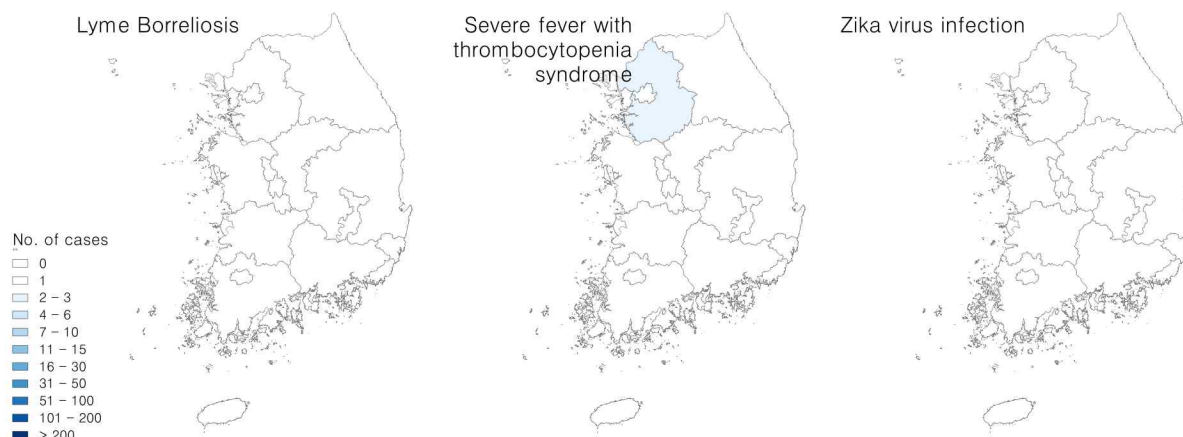 Lyme Borreliosis
Severe fever with
thrombocytopenia
syndrome
Zika virus infection
No. of cases
0
1
2 - 3
4 - 6
7 - 10
11 - 15
16 - 30
31 - 50
51 - 100
101 - 200
> 200